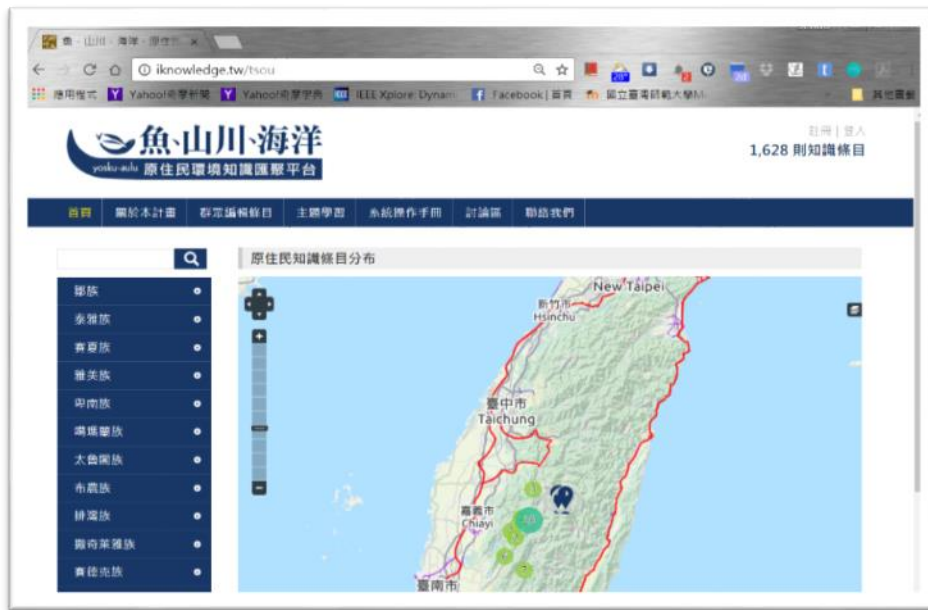 魚、山川、海洋-原住
iknowledge.tw/tsou
應用程式 Yahoo!奇摩新聞 Yahoo!奇摩字典 IEEE Xplore: Dynam Facebook | 首頁 國立臺灣師範大學M 其他書籤
魚、山川、海洋
yosku-aulu 原住民環境知識匯聚平台
註冊 | 登入
1,628 則知識條目
首頁 關於本計畫 群眾編輯條目 主題學習 系統操作手冊 討論區 聯絡我們
原住民知識條目分布
鄒族
泰雅族
賽夏族
雅美族
卑南族
噶瑪蘭族
太魯閣族
布農族
排灣族
撒奇萊雅族
賽德克族
New Taipei
新竹市
Hsinchu
臺中市
Taichung
嘉義市
Chiayi
臺南市